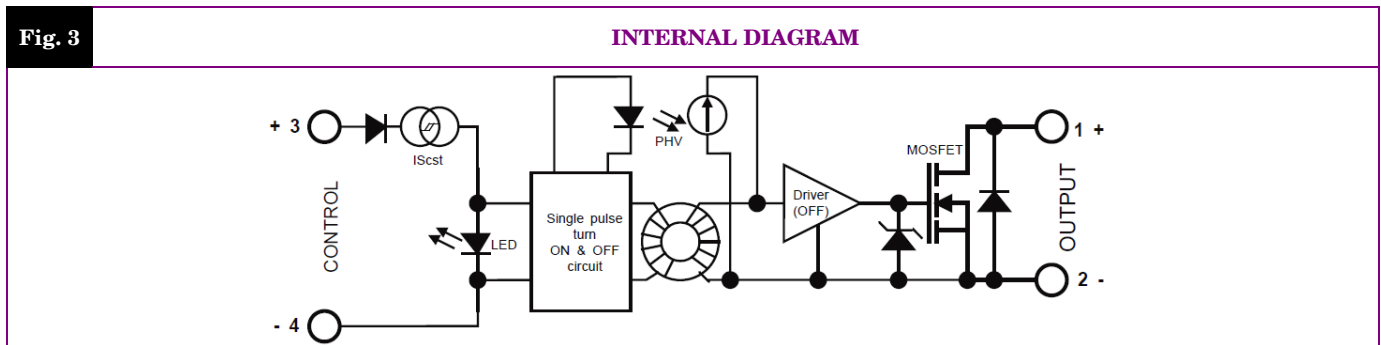 Fig. 3
INTERNAL DIAGRAM
+ 3
IScst
PHV
MOSFET
1 +
CONTROL
LED
Single pulse
turn
ON & OFF
circuit
Driver
(OFF)
OUTPUT
2 -
- 4